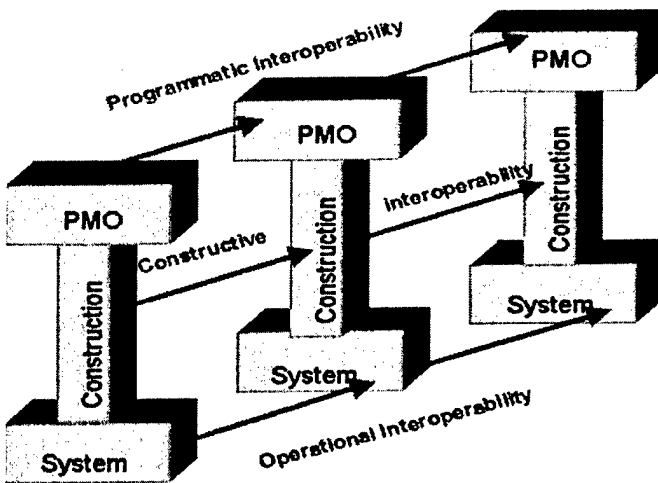 Programmatic Interoperability
PMO
PMO
PMO
Constructive
interoperability
Construction
Construction
Construction
System
System
System
Operational Interoperability